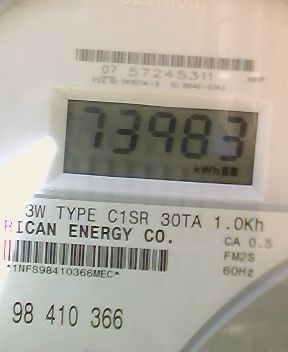 07 57245311
73983
kWh
3W TYPE C1SR 30TA 1.0Kh
RICAN ENERGY CO.
CA 0.5
FM2S
*1NFS98410366MEC*
60Hz
98 410 366